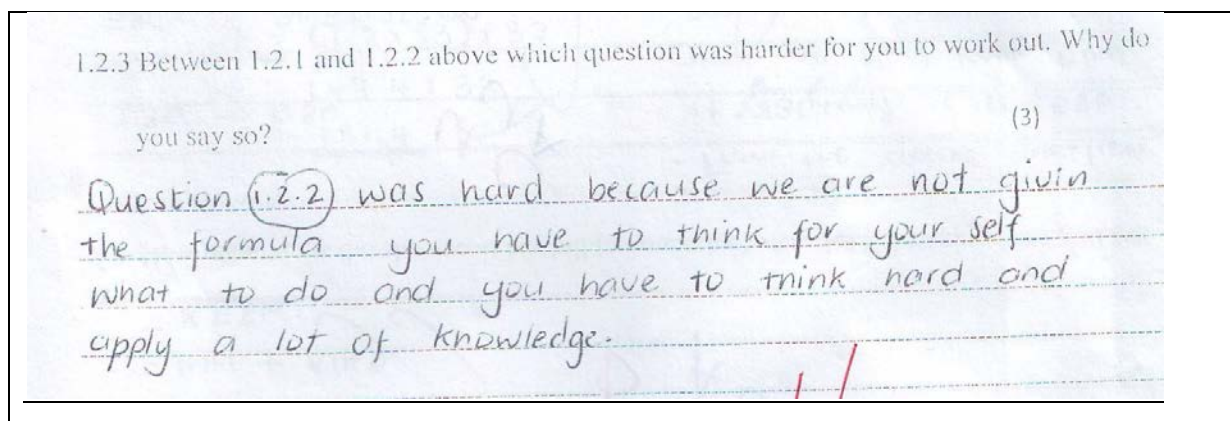 1.2.3 Between 1.2.1 and 1.2.2 above which question was harder for you to work out. Why do
you say so? (3)
Question 1.2.2 was hard because we are not givin
the formula you have to think for your self
what to do and you have to think hard and
apply a lot of knowledge.